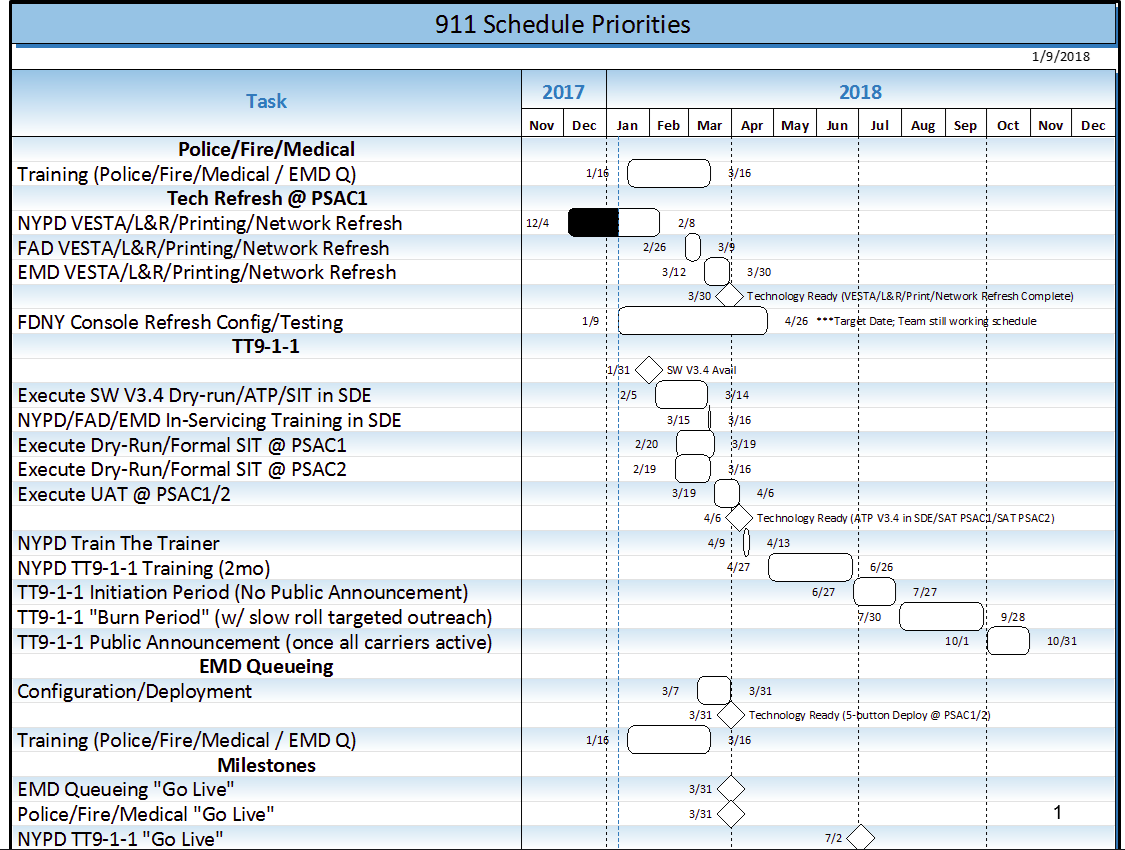 911 Schedule Priorities
1/9/2018
Task 2017 2018
Nov Dec Jan Feb Mar Apr May Jun Jul Aug Sep Oct Nov Dec
Police/Fire/Medical
Training (Police/Fire/Medical / EMD Q) 1/16 3/16
Tech Refresh @ PSAC1
NYPD VESTA/L&R/Printing/Network Refresh 12/4 2/8
FAD VESTA/L&R/Printing/Network Refresh 2/26 3/9
EMD VESTA/L&R/Printing/Network Refresh 3/12 3/30
3/30 Technology Ready (VESTA/L&R/Print/Network Refresh Complete)
FDNY Console Refresh Config/Testing 1/9 4/26 ***Target Date; Team still working schedule
TT9-1-1
1/31 SW V3.4 Avail
Execute SW V3.4 Dry-run/ATP/SIT in SDE 2/5 3/14
NYPD/FAD/EMD In-Servicing Training in SDE 3/15 3/16
Execute Dry-Run/Formal SIT @ PSAC1 2/20 3/19
Execute Dry-Run/Formal SIT @ PSAC2 2/19 3/16
Execute UAT @ PSAC1/2 3/19 4/6
4/6 Technology Ready (ATP V3.4 in SDE/SAT PSAC1/SAT PSAC2)
NYPD Train The Trainer 4/9 4/13
NYPD TT9-1-1 Training (2mo) 4/27 6/26
TT9-1-1 Initiation Period (No Public Announcement) 6/27 7/27
TT9-1-1 "Burn Period" (w/ slow roll targeted outreach) 7/30 9/28
TT9-1-1 Public Announcement (once all carriers active) 10/1 10/31
EMD Queueing
Configuration/Deployment 3/7 3/31
3/31 Technology Ready (5-button Deploy @ PSAC1/2)
Training (Police/Fire/Medical / EMD Q) 1/16 3/16
Milestones
EMD Queueing "Go Live" 3/31
Police/Fire/Medical "Go Live" 3/31 1
NYPD TT9-1-1 "Go Live" 7/2